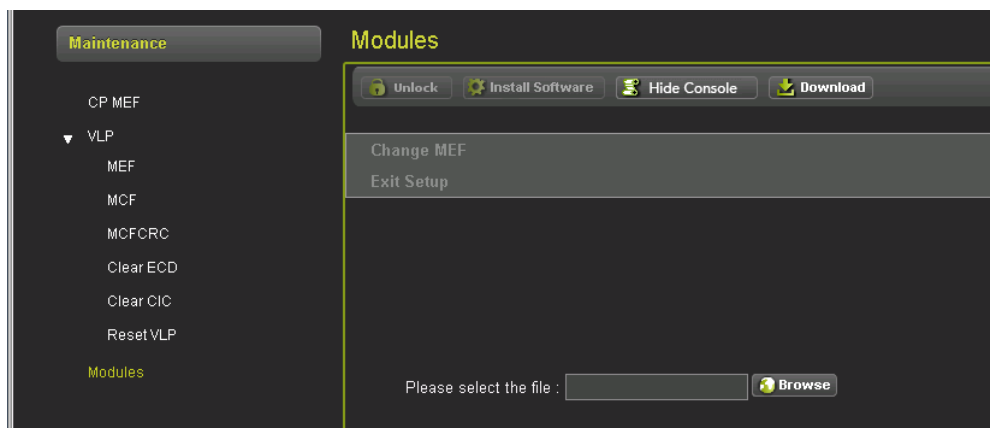 Maintenance
CP MEF
VLP
MEF
MCF
MCFCRC
Clear ECD
Clear CIC
Reset VLP
Modules
Modules
Unlock Install Software Hide Console Download
Change MEF
Exit Setup
Please select the file : Browse